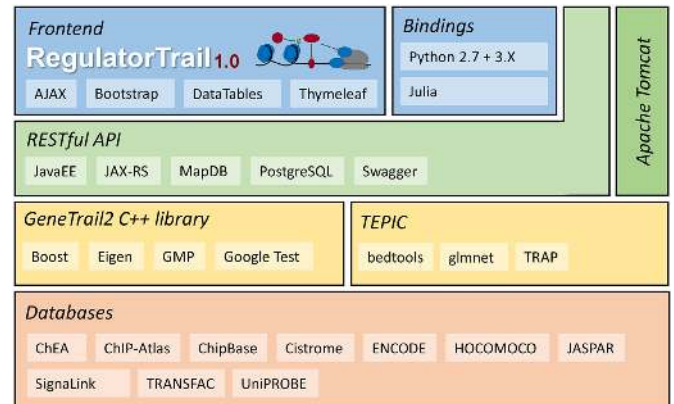 Frontend
RegulatorTrail 1.0
AJAX Bootstrap DataTables Thymeleaf
Bindings
Python 2.7 + 3.X
Julia
Apache Tomcat
RESTful API
JavaEE JAX-RS MapDB PostgreSQL Swagger
GeneTrail2 C++ library
Boost Eigen GMP Google Test
TEPIC
bedtools glmnet TRAP
Databases
ChEA ChIP-Atlas ChipBase Cistrome ENCODE HOCOMOCO JASPAR
SignaLink TRANSFAC UniPROBE